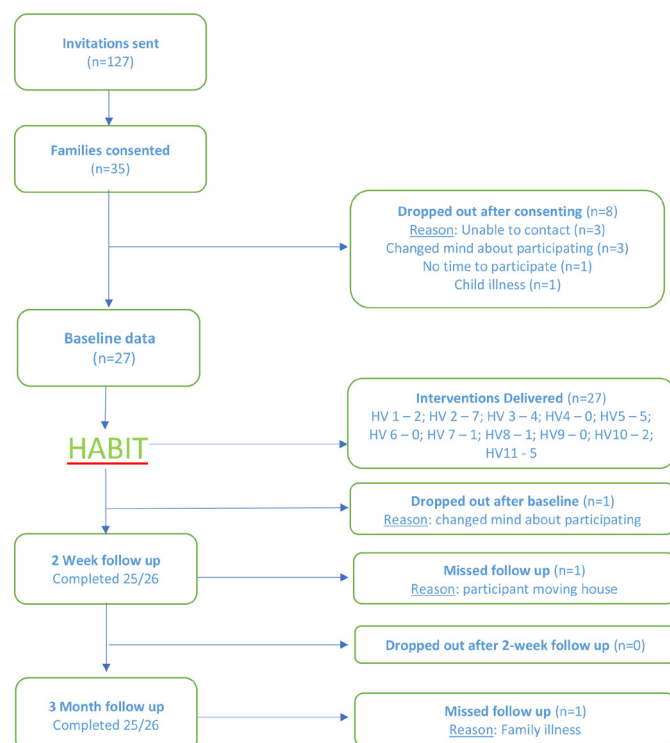 Invitations sent
(n=127)
Families consented
(n=35)
Dropped out after consenting (n=8)
Reason: Unable to contact (n=3)
Changed mind about participating (n=3)
No time to participate (n=1)
Child illness (n=1)
Baseline data
(n=27)
Interventions Delivered (n=27)
HV 1 – 2; HV 2 – 7; HV 3 – 4; HV4 – 0; HV5 – 5;
HV 6 – 0; HV 7 – 1; HV8 – 1; HV9 – 0; HV10 – 2;
HV11 - 5
HABIT
Dropped out after baseline (n=1)
Reason: changed mind about participating
2 Week follow up
Completed 25/26
Missed follow up (n=1)
Reason: participant moving house
Dropped out after 2-week follow up (n=0)
3 Month follow up
Completed 25/26
Missed follow up (n=1)
Reason: Family illness